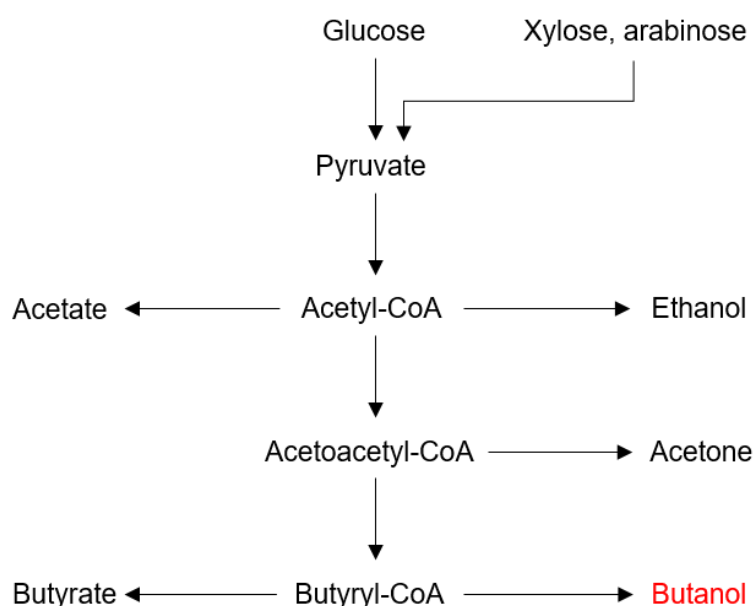 Glucose
Xylose, arabinose
Pyruvate
Acetate
Acetyl-CoA
Ethanol
Acetoacetyl-CoA
Acetone
Butyrate
Butyryl-CoA
Butanol